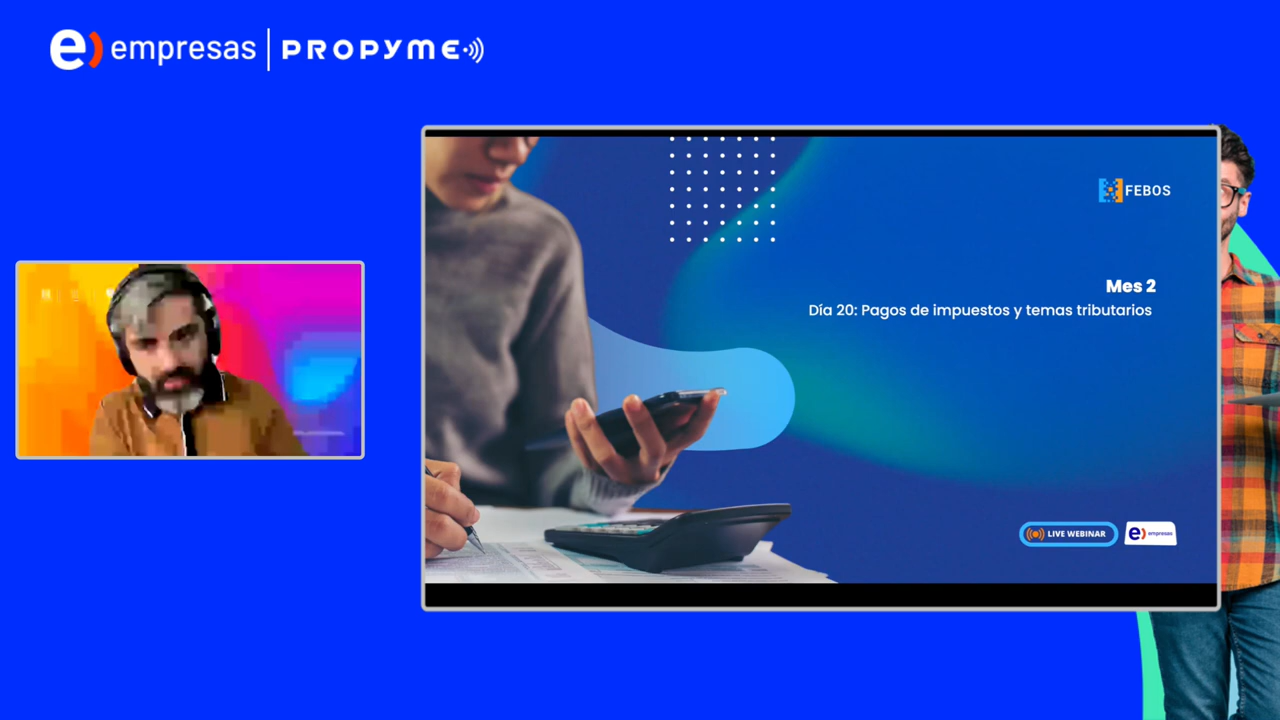 e) empresas | PROPYME
FEBOS
Mes 2
Día 20: Pagos de impuestos y temas tributarios
LIVE WEBINAR
e) empresas